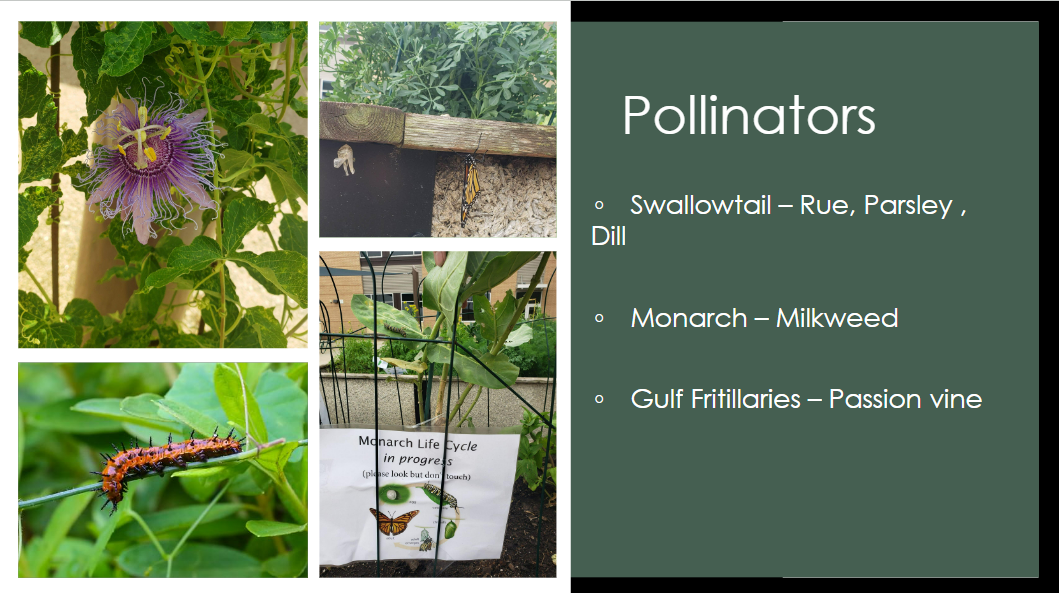 Pollinators
◦ Swallowtail – Rue, Parsley ,
Dill
◦ Monarch – Milkweed
◦ Gulf Fritillaries – Passion vine
Monarch Life Cycle
in progress
(please look but don't touch)